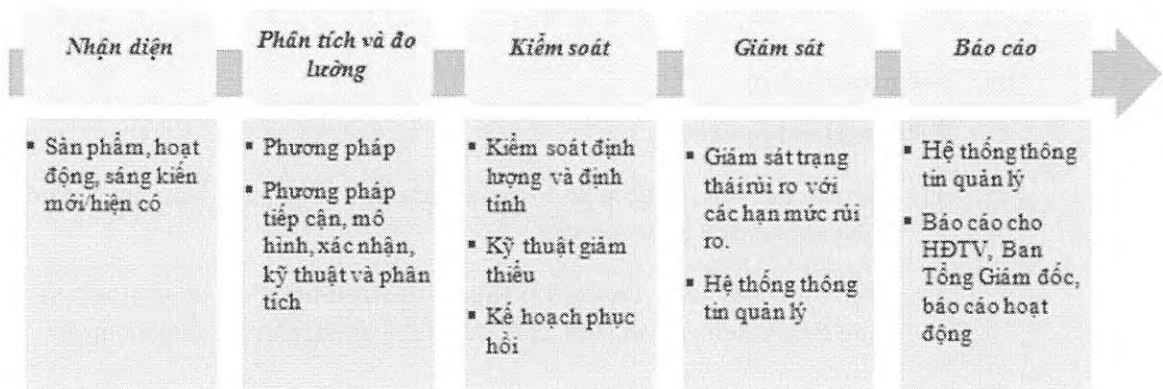 Nhận diện
Sản phẩm, hoạt
động, sáng kiến
mới/hiện có
Phân tích và đo
lường
Phương pháp
Phương pháp
tiếp cận, mô
hình, xác nhận,
kỹ thuật và phân
tích
Kiểm soát
Kiểm soát định
lượng và định
tính
Kỹ thuật giảm
thiểu
Kế hoạch phục
hồi
Giám sát
Giám sát trạng
thái rủi ro với
các hạn mức rủi
ro.
Hệ thống thông
tin quản lý
Báo cáo
Hệ thống thông
tin quản lý
Báo cáo cho
HĐTV, Ban
Tổng Giám đốc,
báo cáo hoạt
động